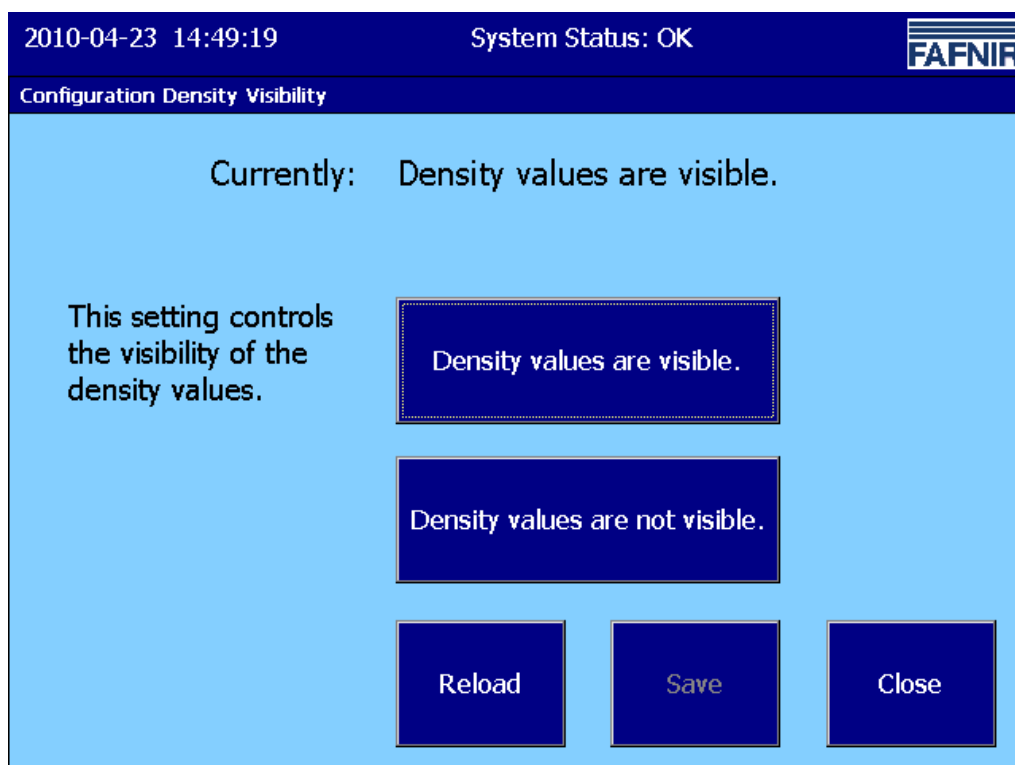 2010-04-23 14:49:19 System Status: OK FAFNIR
Configuration Density Visibility
Currently: Density values are visible.
This setting controls
the visibility of the
density values.
Density values are visible.
Density values are not visible.
Reload Save Close